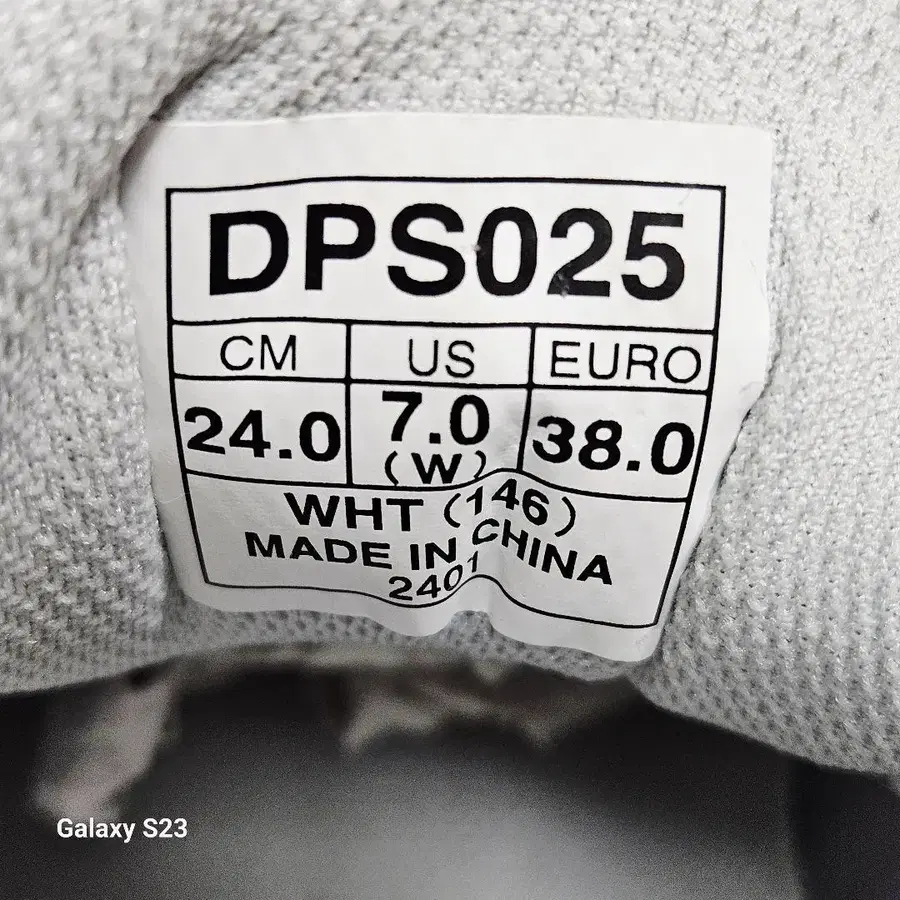 DPS025
CM US EURO
24.0 7.0 38.0
(W)
WHT (146)
MADE IN CHINA
2401
Galaxy S23